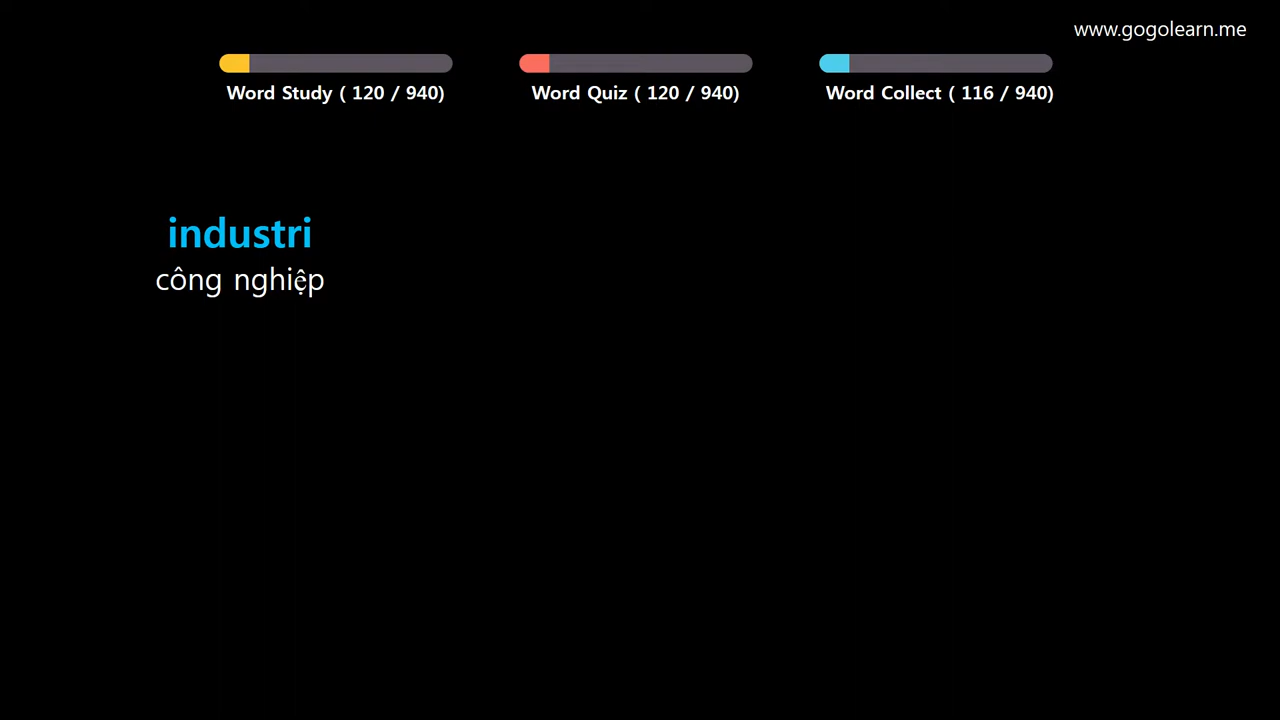 www.gogolearn.me
Word Study ( 120 / 940)
Word Quiz ( 120 / 940)
Word Collect ( 116 / 940)
industri
công nghiệp